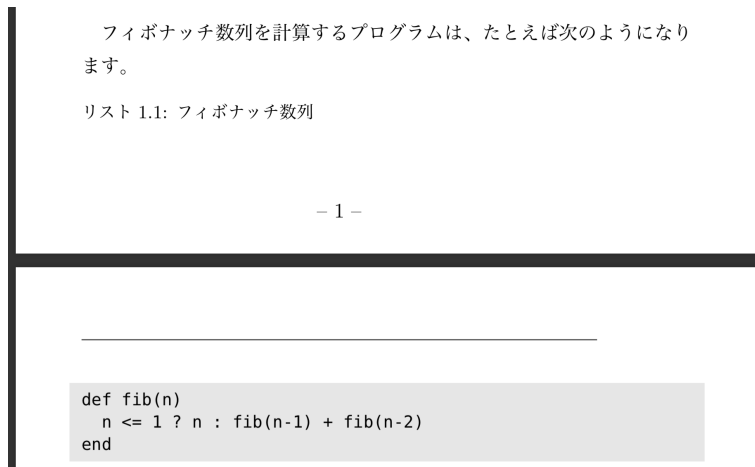 フィボナッチ数列を計算するプログラムは、たとえば次のようになり
ます。
リスト 1.1: フィボナッチ数列
– 1 –
def fib(n)
  n <= 1 ? n : fib(n-1) + fib(n-2)
end